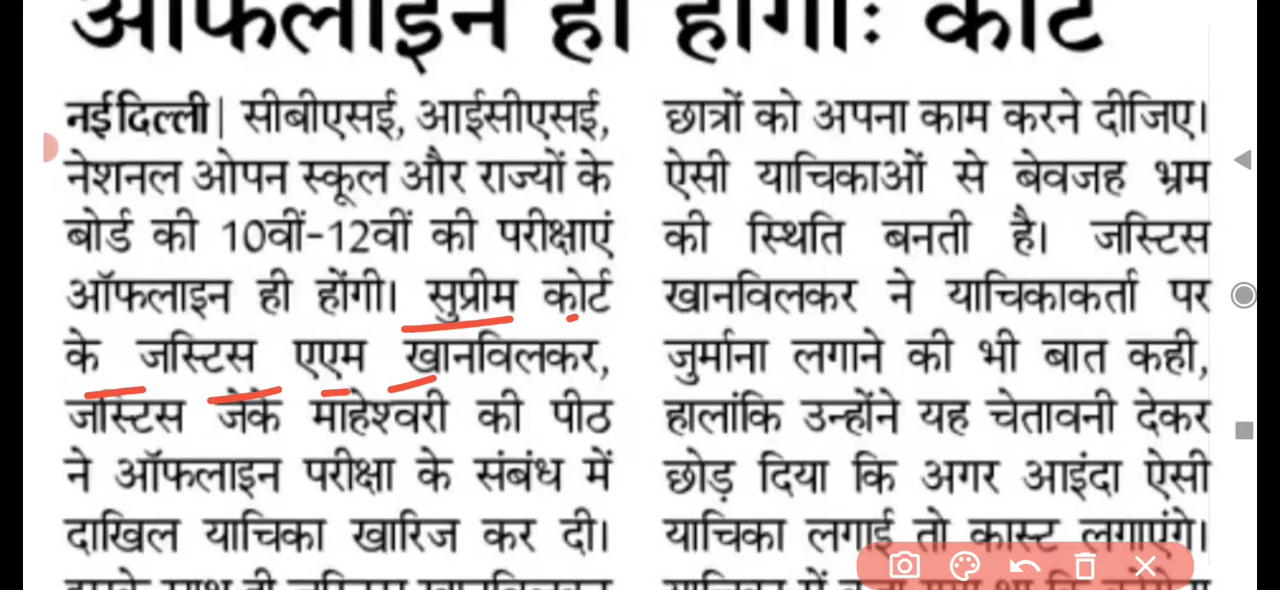 ऑफलाइन ही होगीः कोर्ट
नईदिल्ली| सीबीएसई, आईसीएसई,
नेशनल ओपन स्कूल और राज्यों के
बोर्ड की 10वीं-12वीं की परीक्षाएं
ऑफलाइन ही होंगी। सुप्रीम कोर्ट
के जस्टिस एएम खानविलकर,
जस्टिस जेके माहेश्वरी की पीठ
ने ऑफलाइन परीक्षा के संबंध में
दाखिल याचिका खारिज कर दी।
छात्रों को अपना काम करने दीजिए।
ऐसी याचिकाओं से बेवजह भ्रम
की स्थिति बनती है। जस्टिस
खानविलकर ने याचिकाकर्ता पर
जुर्माना लगाने की भी बात कही,
हालांकि उन्होंने यह चेतावनी देकर
छोड़ दिया कि अगर आइंदा ऐसी
याचिका लगाई तो कास्ट लगाएंगे।